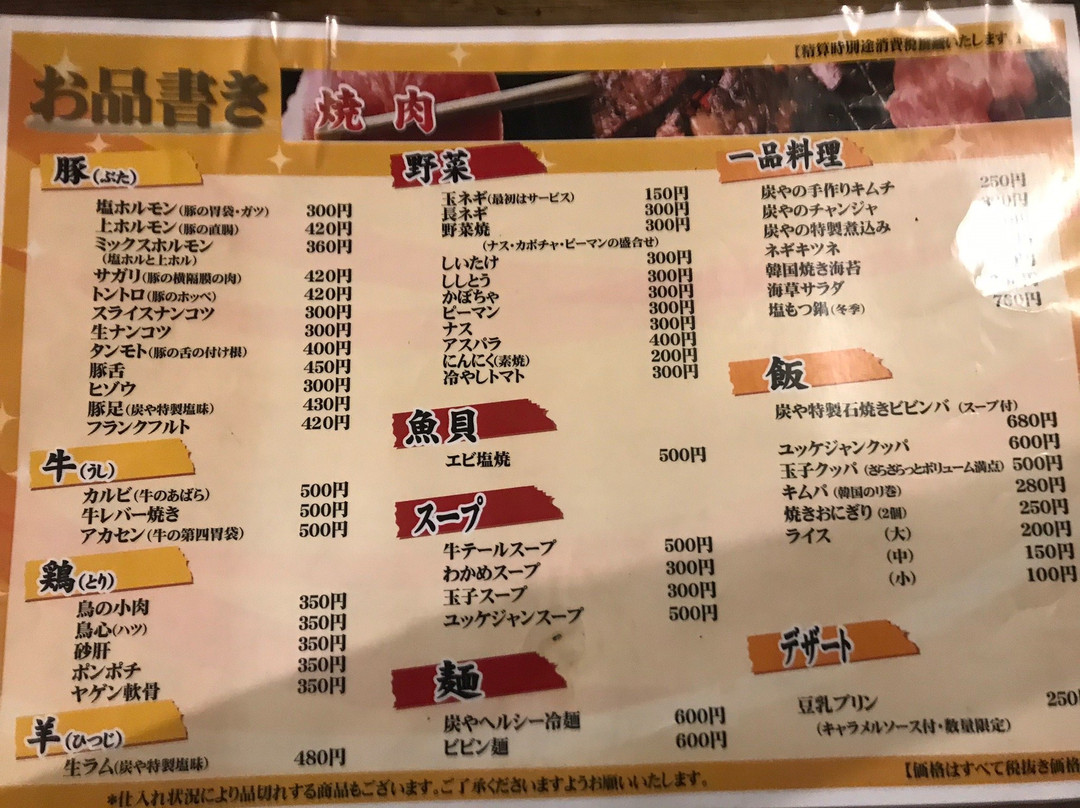 【精算時別途消費税頂戴いたします。】
お品書き
焼肉
豚(ぶた)
塩ホルモン(豚の胃袋・ガツ) 300円
上ホルモン(豚の直腸) 420円
ミックスホルモン 360円
(塩ホルと上ホル)
サガリ(豚の横隔膜の肉) 420円
トントロ(豚のホッペ) 420円
スライスナンコツ 300円
生ナンコツ 300円
タンモト(豚の舌の付け根) 400円
豚舌 450円
ヒゾウ 300円
豚足(炭や特製塩味) 430円
フランクフルト 420円
牛(うし)
カルビ(牛のあばら) 500円
牛レバー焼き 500円
アカセン(牛の第四胃袋) 500円
鶏(とり)
鳥の小肉 350円
鳥心(ハツ) 350円
砂肝 350円
ポンポチ 350円
ヤゲン軟骨 350円
羊(ひつじ)
生ラム(炭や特製塩味) 480円
野菜
玉ネギ(最初はサービス) 150円
長ネギ 300円
野菜焼 300円
(ナス・カボチャ・ピーマンの盛合せ)
しいたけ 300円
ししとう 300円
かぼちゃ 300円
ピーマン 300円
ナス 300円
アスパラ 400円
にんにく(素焼) 200円
冷やしトマト 300円
魚貝
エビ塩焼 500円
スープ
牛テールスープ 500円
わかめスープ 300円
玉子スープ 300円
ユッケジャンスープ 500円
麺
炭やヘルシー冷麺 600円
ビビン麺 600円
一品料理
炭やの手作りキムチ 250円
炭やのチャンジャ
炭やの特製煮込み
ネギキツネ
韓国焼き海苔
海草サラダ
塩もつ鍋(冬季) 780円
飯
炭や特製石焼きビビンバ (スープ付)
680円
ユッケジャンクッパ 600円
玉子クッパ (さらさらっとボリューム満点) 500円
キムパ (韓国のり巻) 280円
焼きおにぎり(2個) 250円
ライス (大) 200円
(中) 150円
(小) 100円
デザート
豆乳プリン 250
(キャラメルソース付・数量限定)
【価格はすべて税抜き価格
*仕入れ状況により品切れする商品もございます。ご了承くださいますようお願いいたします。